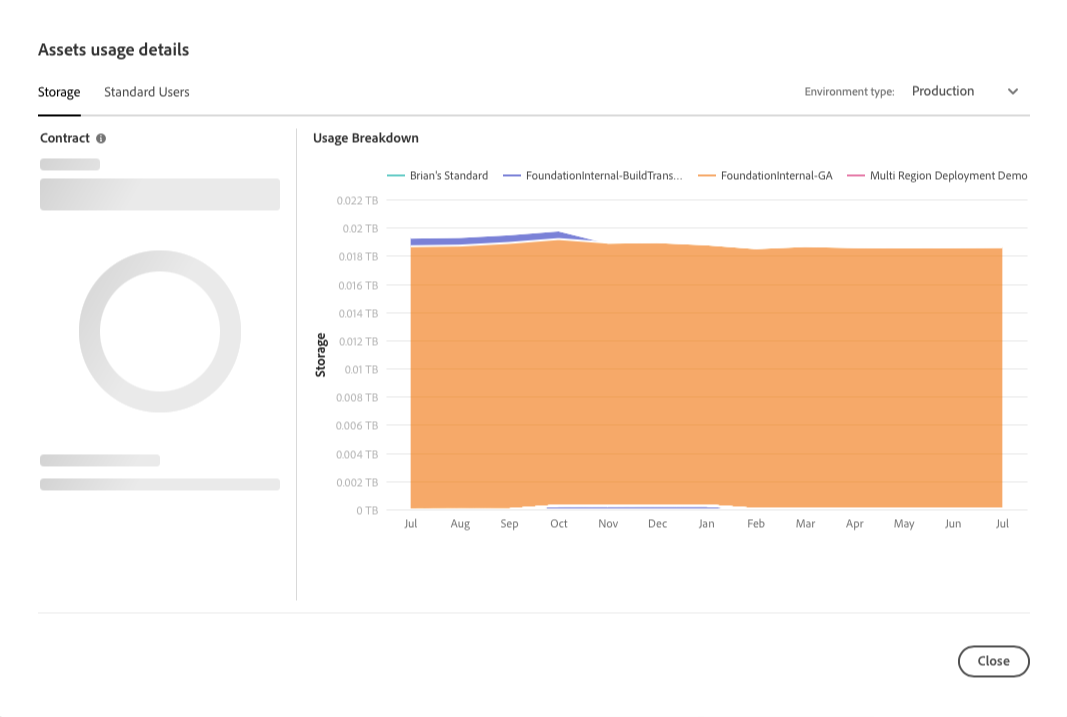 Assets usage details
Storage Standard Users Environment type: Production
Contract
Usage Breakdown
Brian's Standard FoundationInternal-BuildTrans... FoundationInternal-GA Multi Region Deployment Demo
0.022 TB
0.02 TB
0.018 TB
0.016 TB
0.014 TB
0.012 TB
0.01 TB
0.008 TB
0.006 TB
0.004 TB
0.002 TB
0 TB
Storage
Jul Aug Sep Oct Nov Dec Jan Feb Mar Apr May Jun Jul
Close